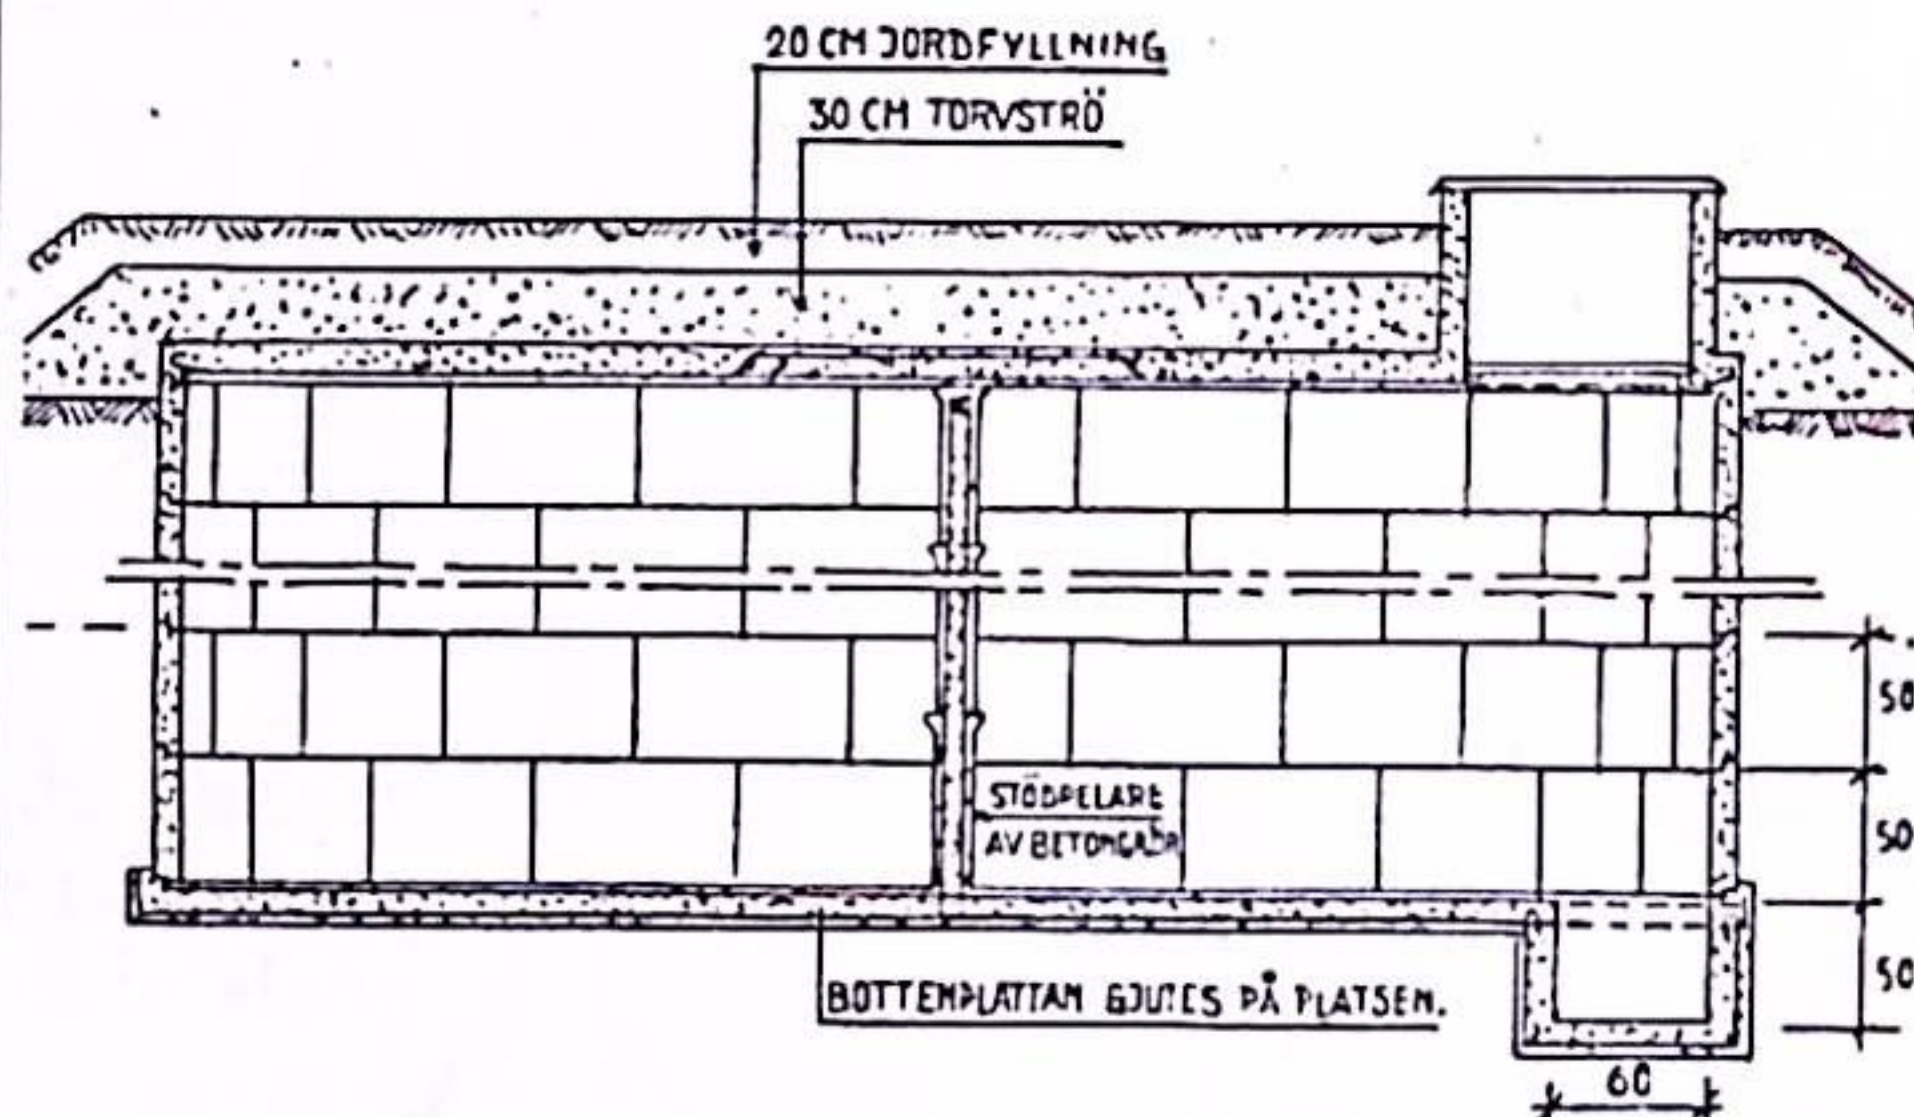 20 CM JORDFYLLNING
30 CM TORVSTRÖ
50
STÖDPELARE
50
AV BETONGRÖR
BOTTENPLATTAN GJUTES PÅ PLATSEN.
50
60